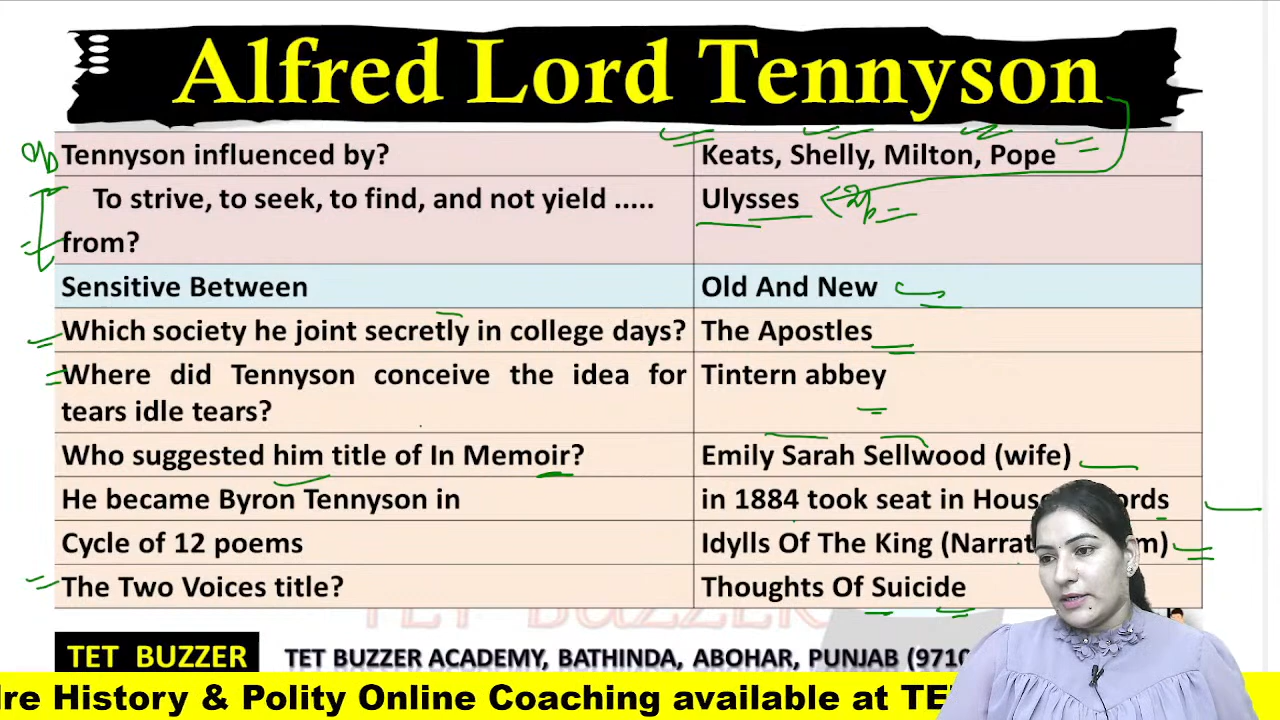 Alfred Lord Tennyson
Tennyson influenced by? Keats, Shelly, Milton, Pope
To strive, to seek, to find, and not yield ..... Ulysses
from?
Sensitive Between Old And New
Which society he joint secretly in college days? The Apostles
Where did Tennyson conceive the idea for Tintern abbey
tears idle tears?
Who suggested him title of In Memoir? Emily Sarah Sellwood (wife)
He became Byron Tennyson in in 1884 took seat in House
Cycle of 12 poems Idylls Of The King
The Two Voices title? Thoughts Of Suicide
TET BUZZER
TET BUZZER TET BUZZER ACADEMY, BATHINDA, ABOHAR, PUNJAB (9710
History & Polity Online Coaching available at